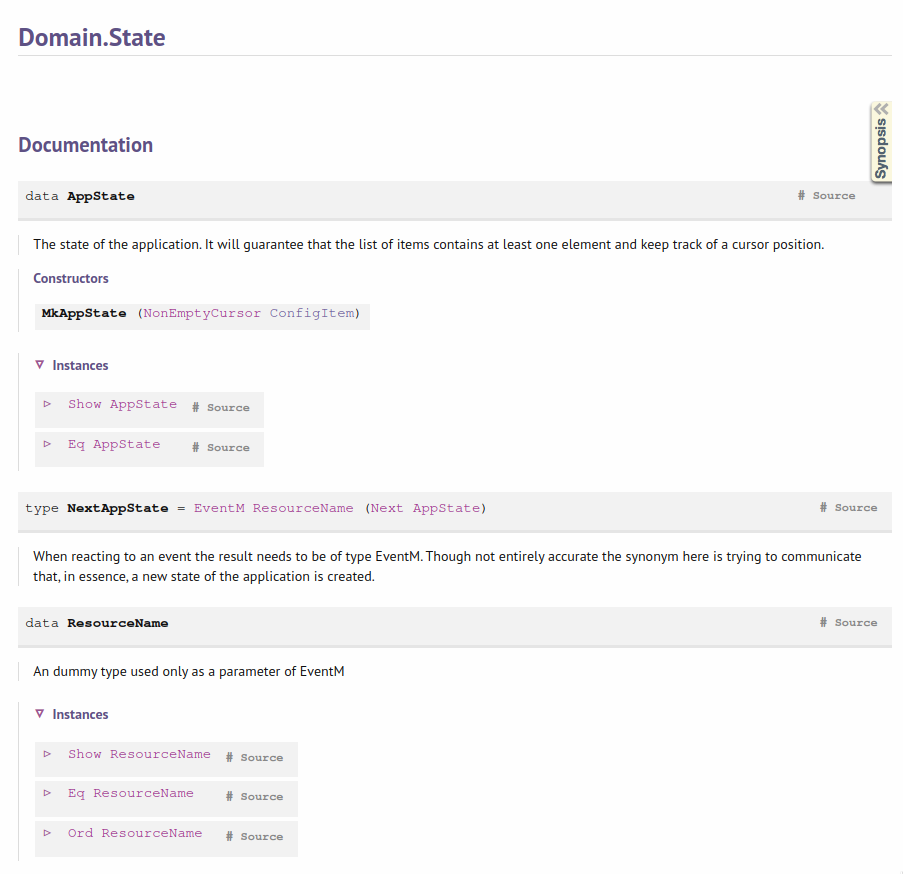 Domain.State
Synopsis
Documentation
data AppState # Source
The state of the application. It will guarantee that the list of items contains at least one element and keep track of a cursor position.
Constructors
MkAppState (NonEmptyCursor ConfigItem)
Instances
Show AppState # Source
Eq AppState # Source
type NextAppState = EventM ResourceName (Next AppState) # Source
When reacting to an event the result needs to be of type EventM. Though not entirely accurate the synonym here is trying to communicate
that, in essence, a new state of the application is created.
data ResourceName # Source
An dummy type used only as a parameter of EventM
Instances
Show ResourceName # Source
Eq ResourceName # Source
Ord ResourceName # Source